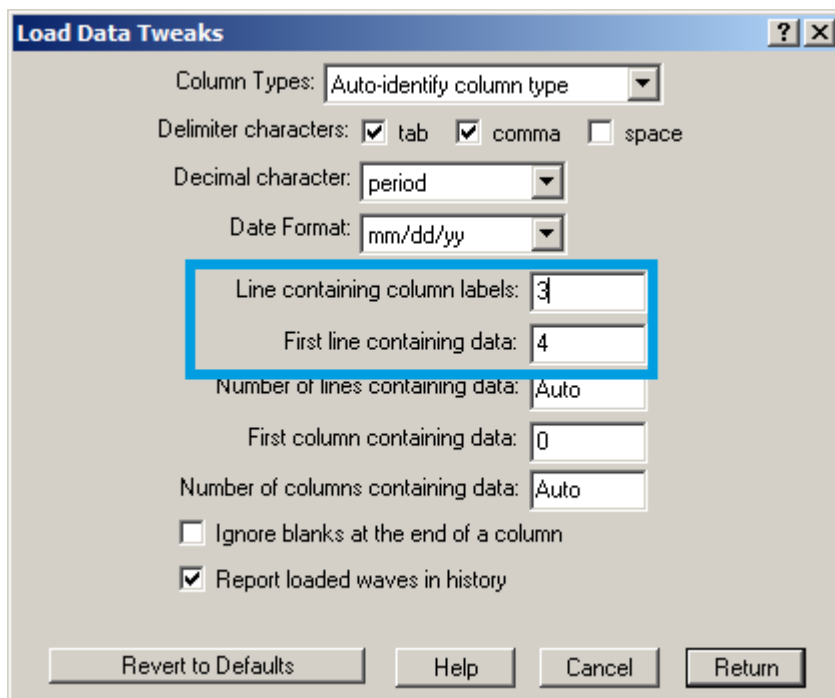 Load Data Tweaks
Column Types: Auto-identify column type
Delimiter characters: tab comma space
Decimal character: period
Date Format: mm/dd/yy
Line containing column labels: 3
First line containing data: 4
Number of lines containing data: Auto
First column containing data: 0
Number of columns containing data: Auto
Ignore blanks at the end of a column
Report loaded waves in history
Revert to Defaults Help Cancel Return